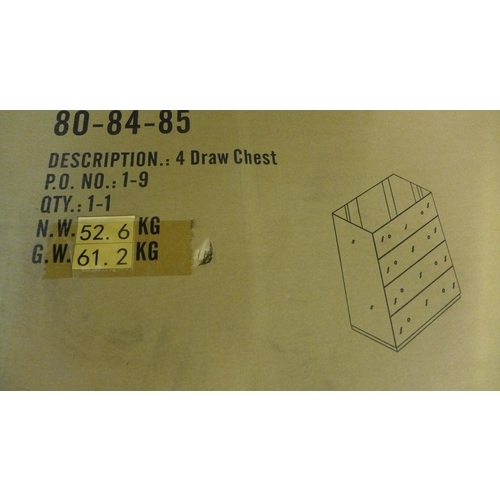 80-84-85
DESCRIPTION.: 4 Draw Chest
P.O. NO.: 1-9
QTY.: 1-1
N.W. 52.6 KG
G.W. 61.2 KG